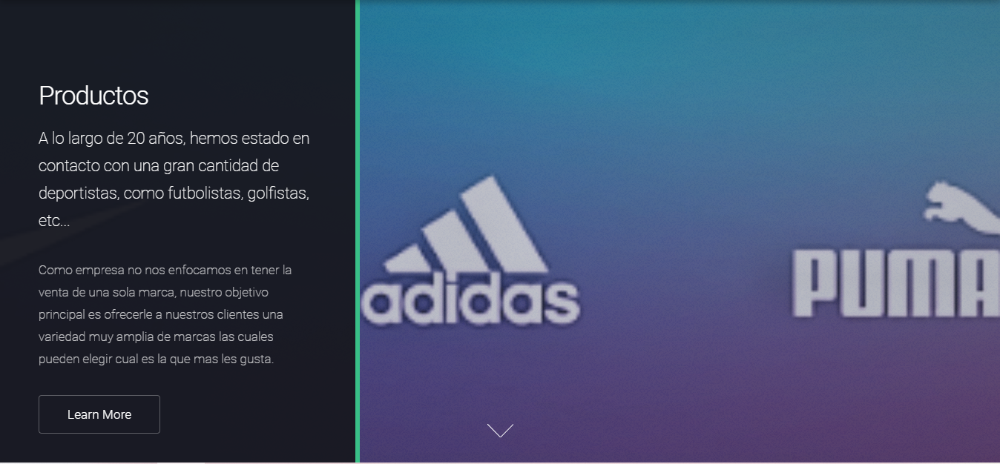 Productos
A lo largo de 20 años, hemos estado en
contacto con una gran cantidad de
deportistas, como futbolistas, golfistas,
etc...
Como empresa no nos enfocamos en tener la
venta de una sola marca, nuestro objetivo
principal es ofrecerle a nuestros clientes una
variedad muy amplia de marcas las cuales
pueden elegir cual es la que mas les gusta.
Learn More
adidas
PUMA